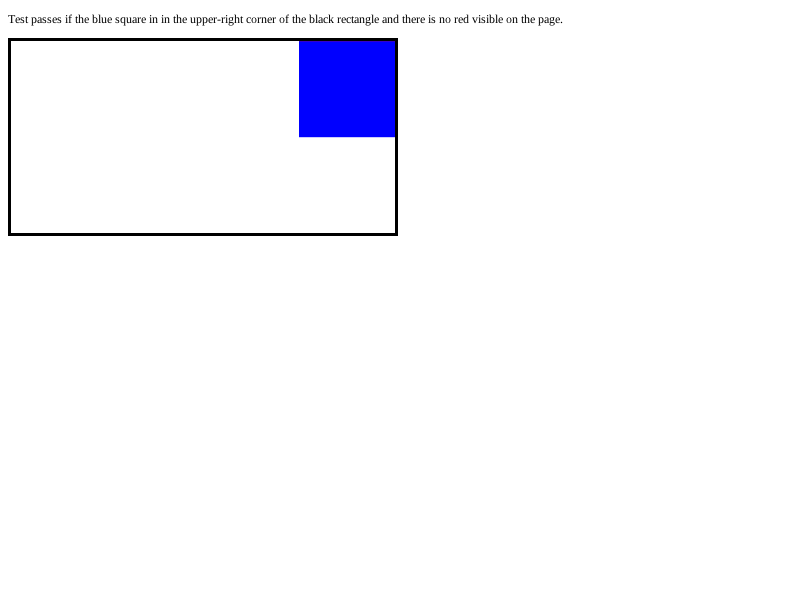 Test passes if the blue square in in the upper-right corner of the black rectangle and there is no red visible on the page.